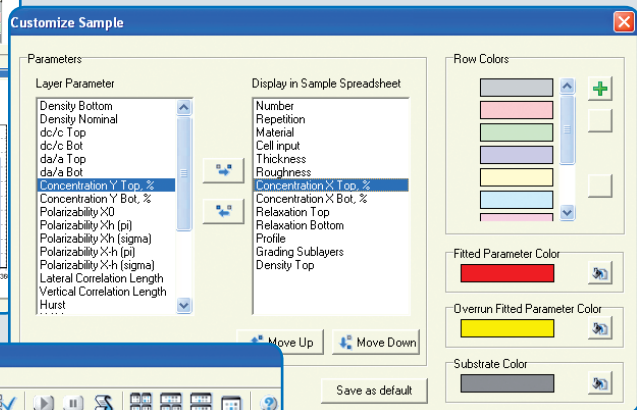 Customize Sample
Parameters
Layer Parameter
Density Bottom
Density Nominal
dc/c Top
dc/c Bot
da/a Top
da/a Bot
Concentration Y Top, %
Concentration Y Bot, %
Polarizability X0
Polarizability Xh (pi)
Polarizability Xh (sigma)
Polarizability X-h (pi)
Polarizability X-h (sigma)
Lateral Correlation Length
Vertical Correlation Length
Hurst
Display in Sample Spreadsheet
Number
Repetition
Material
Cell input
Thickness
Roughness
Concentration X Top, %
Concentration X Bot, %
Relaxation Top
Relaxation Bottom
Profile
Grading Sublayers
Density Top
Move Up
Move Down
Save as default
Row Colors
Fitted Parameter Color
Overrun Fitted Parameter Color
Substrate Color